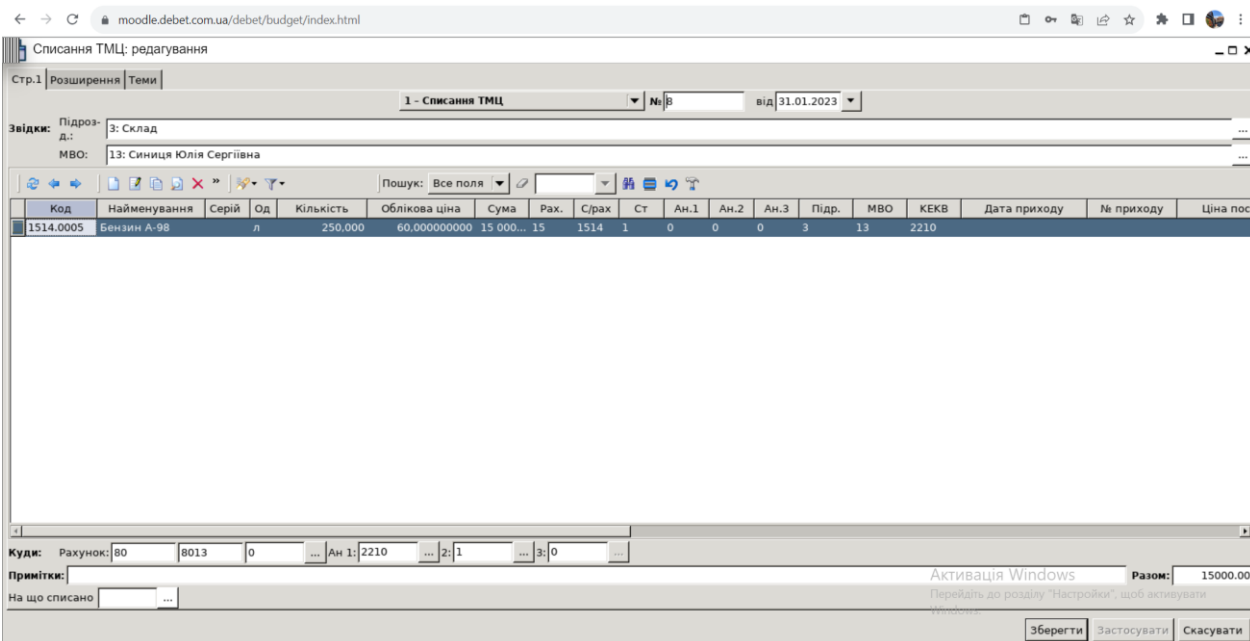 moodle.debet.com.ua/debet/budget/index.html
Списання ТМЦ: редагування
Стр.1 Розширення Теми
1 - Списання ТМЦ № 8 від 31.01.2023
Звідки: Підроз-д.: 3: Склад
МВО: 13: Синиця Юлія Сергіївна
» Пошук: Все поля
Код Найменування Серій Од Кількість Облікова ціна Сума Рах. С/рах Ст Ан.1 Ан.2 Ан.3 Підр. МВО КЕКВ Дата приходу № приходу Ціна пос
1514.0005 Бензин А-98 л 250,000 60,000000000 15 000... 15 1514 1 0 0 0 3 13 2210
Куди: Рахунок: 80 8013 0 ... Ан 1: 2210 ... 2: 1 ... 3: 0 ...
Примітки: Разом: 15000.00
На що списано ...
Активація Windows
Перейдіть до розділу "Настройки", щоб активувати
Windows.
Зберегти Застосувати Скасувати